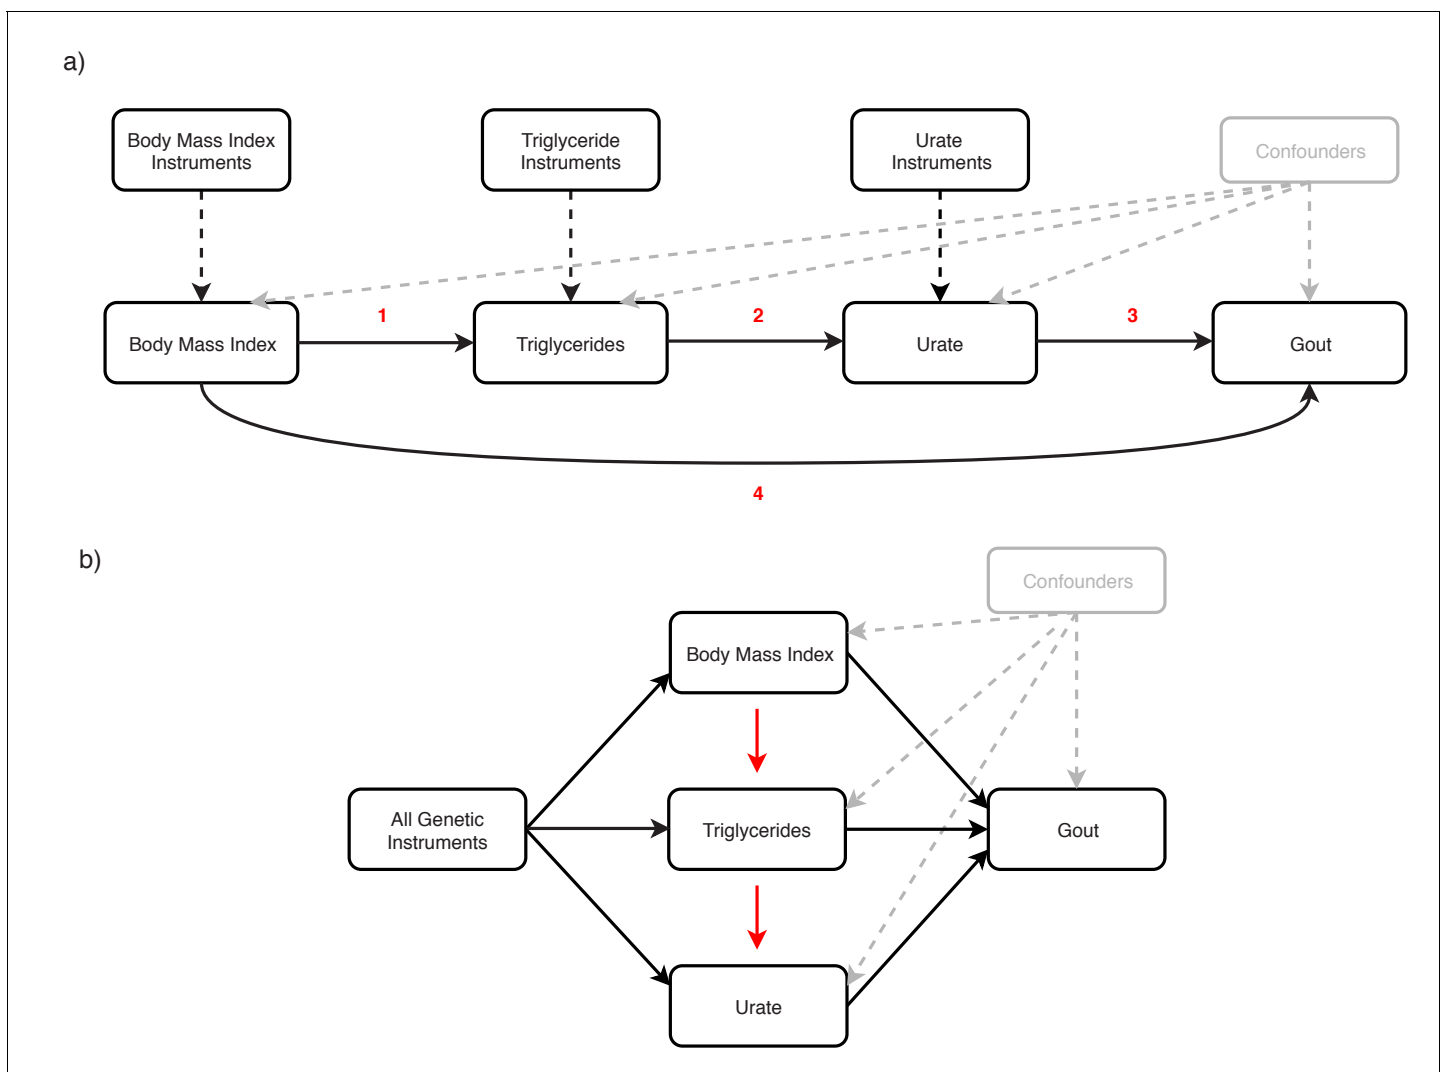 a)
Body Mass Index
Instruments
Triglyceride
Instruments
Urate
Instruments
Confounders
1
2
3
Body Mass Index
Triglycerides
Urate
Gout
4
b)
Confounders
Body Mass Index
All Genetic
Instruments
Triglycerides
Gout
Urate